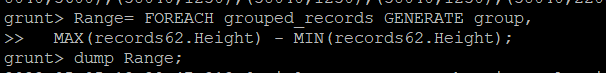 grunt> Range= FOREACH grouped_records GENERATE group,
>>   MAX(records62.Height) - MIN(records62.Height);
grunt> dump Range;